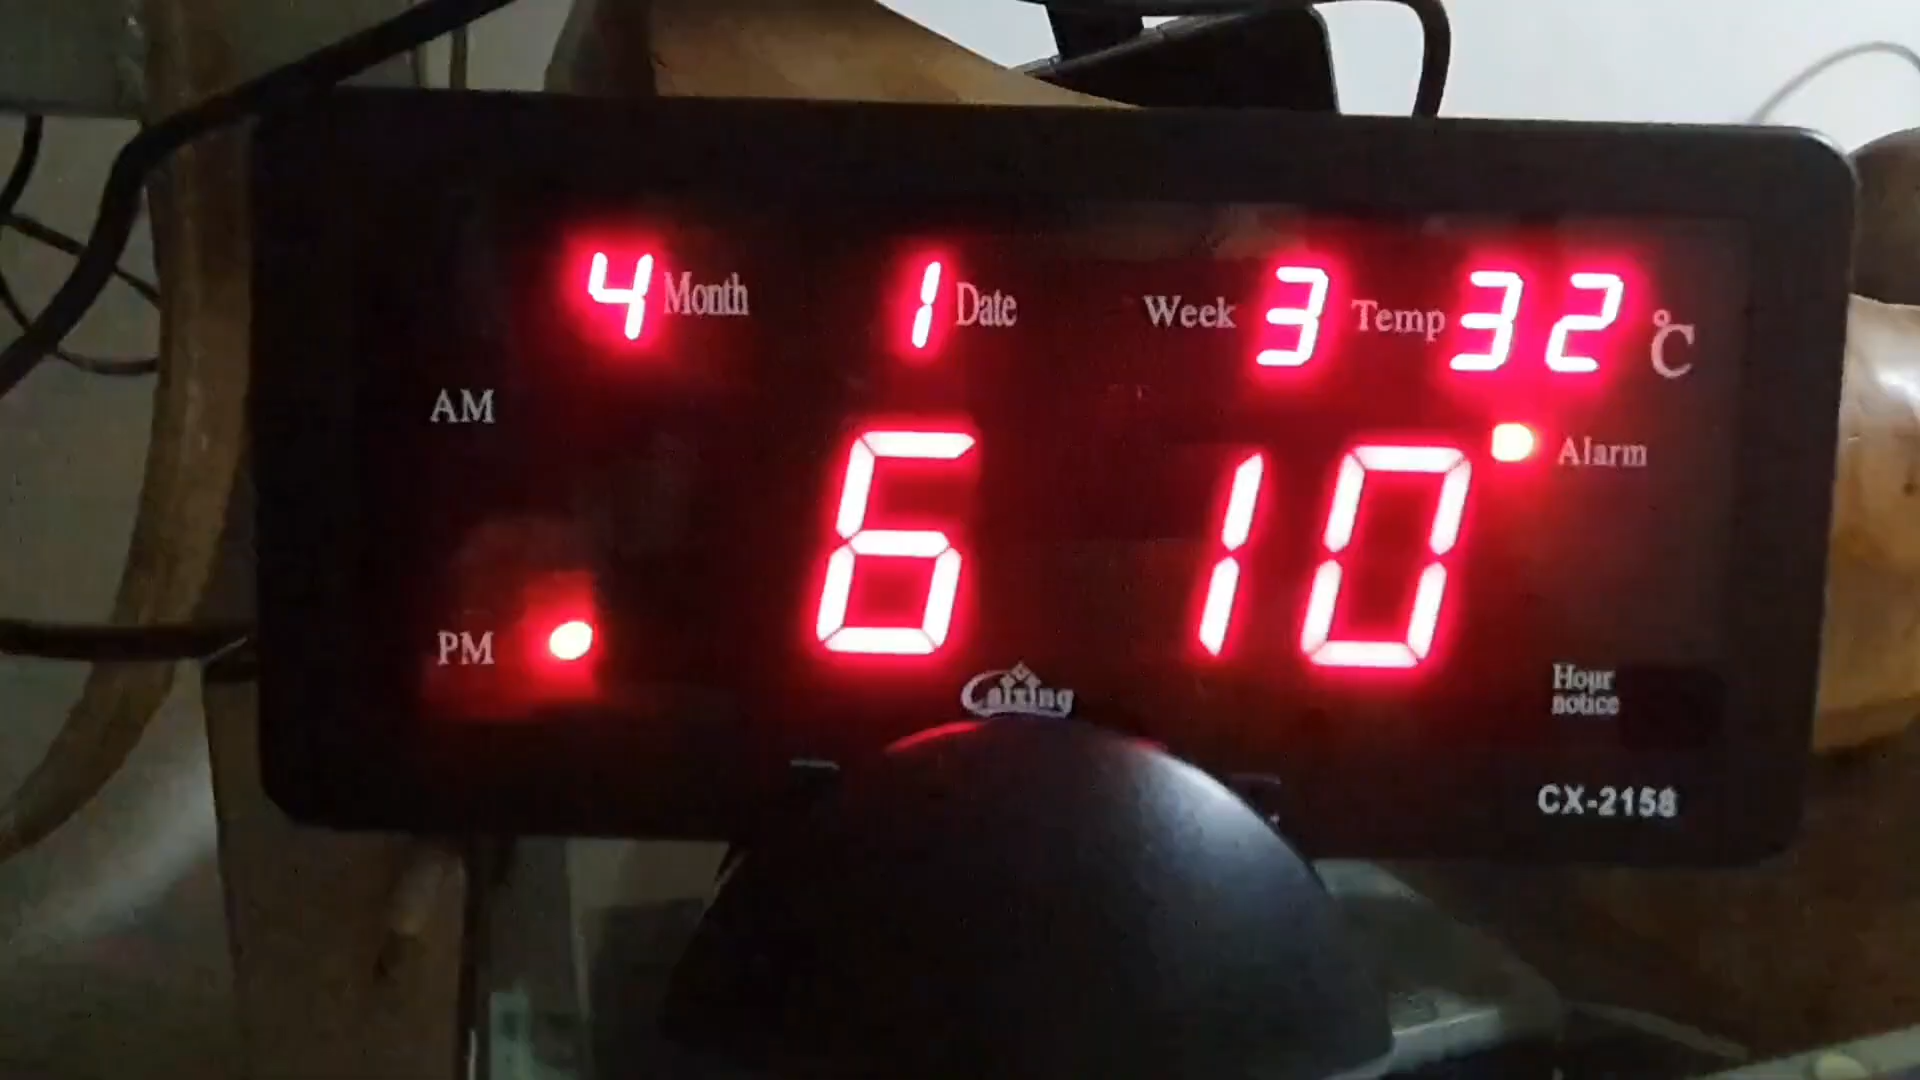 4 Month 1 Date Week 3 Temp 32 °C
AM
Alarm
6 10
PM
Caixing
Hour
notice
CX-2158